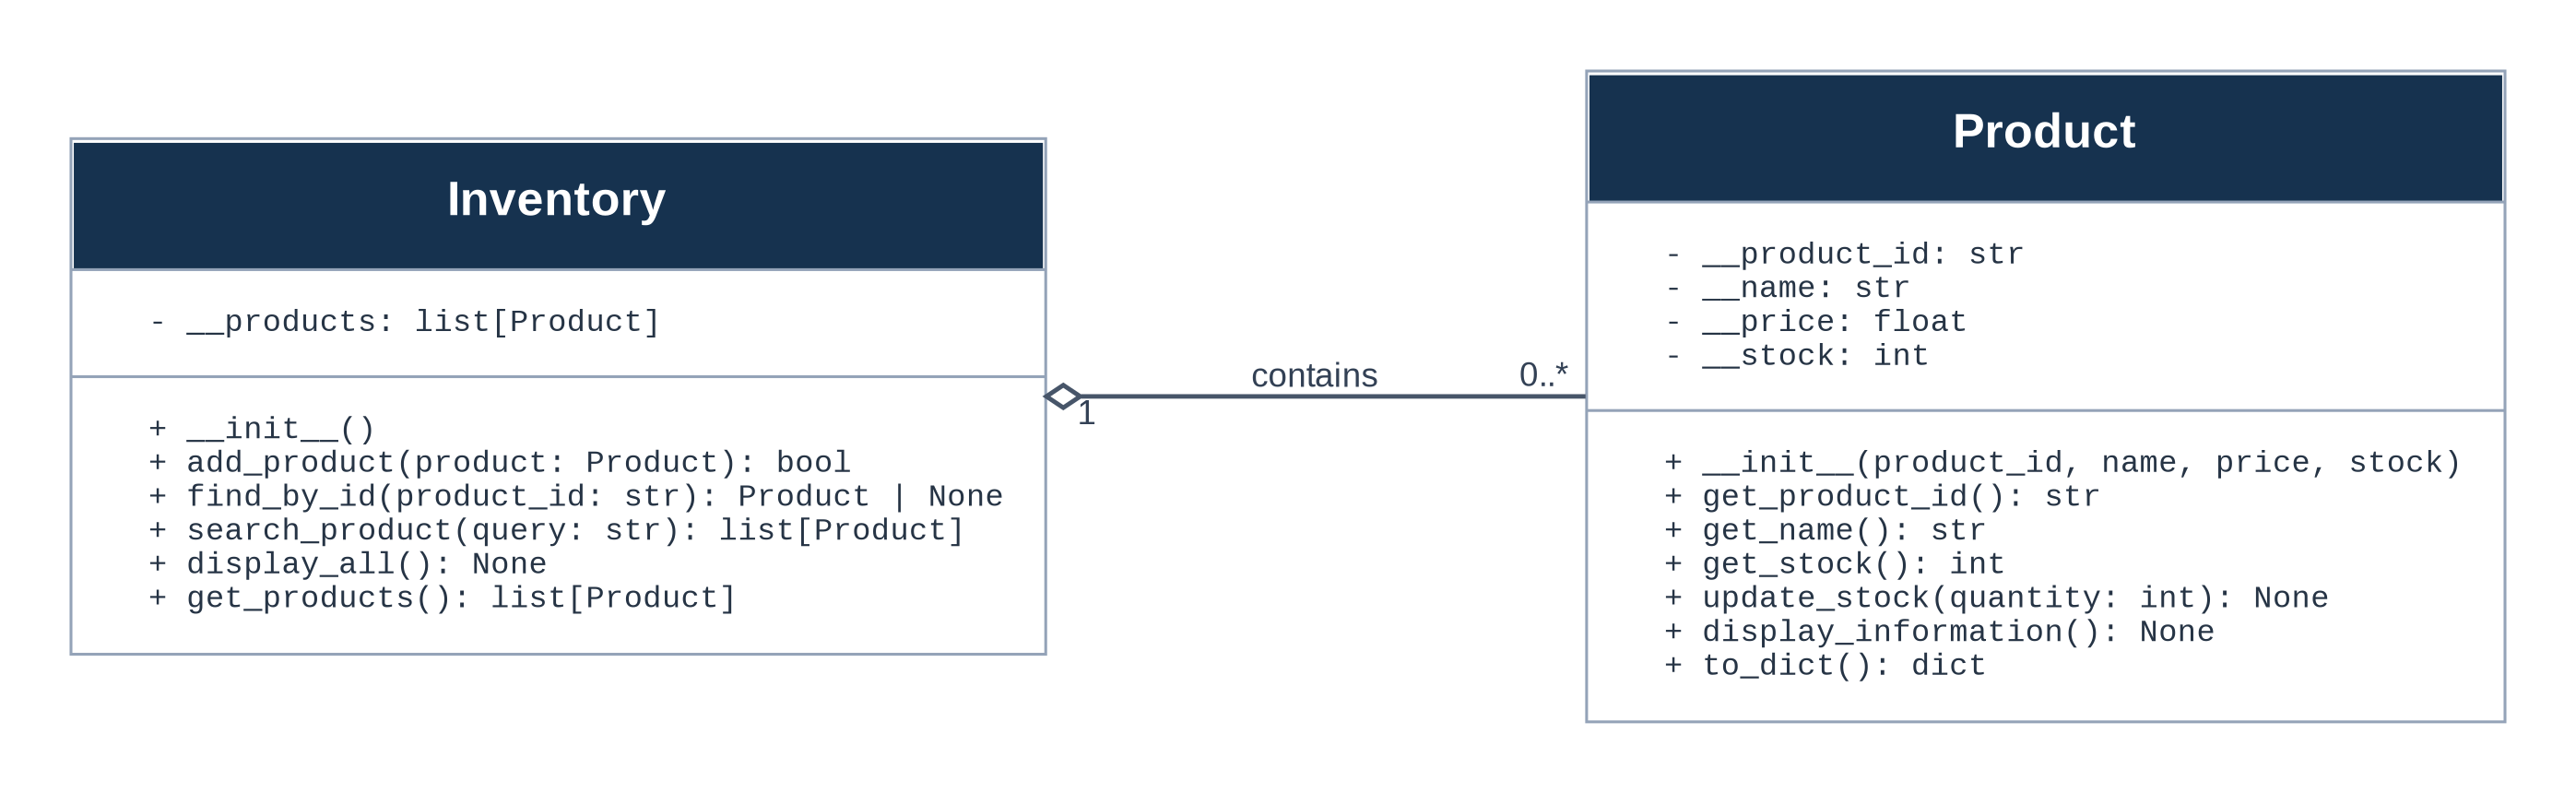 Inventory
- __products: list[Product]
+ __init__()
+ add_product(product: Product): bool
+ find_by_id(product_id: str): Product | None
+ search_product(query: str): list[Product]
+ display_all(): None
+ get_products(): list[Product]
contains
0..*
1
Product
- __product_id: str
- __name: str
- __price: float
- __stock: int
+ __init__(product_id, name, price, stock)
+ get_product_id(): str
+ get_name(): str
+ get_stock(): int
+ update_stock(quantity: int): None
+ display_information(): None
+ to_dict(): dict